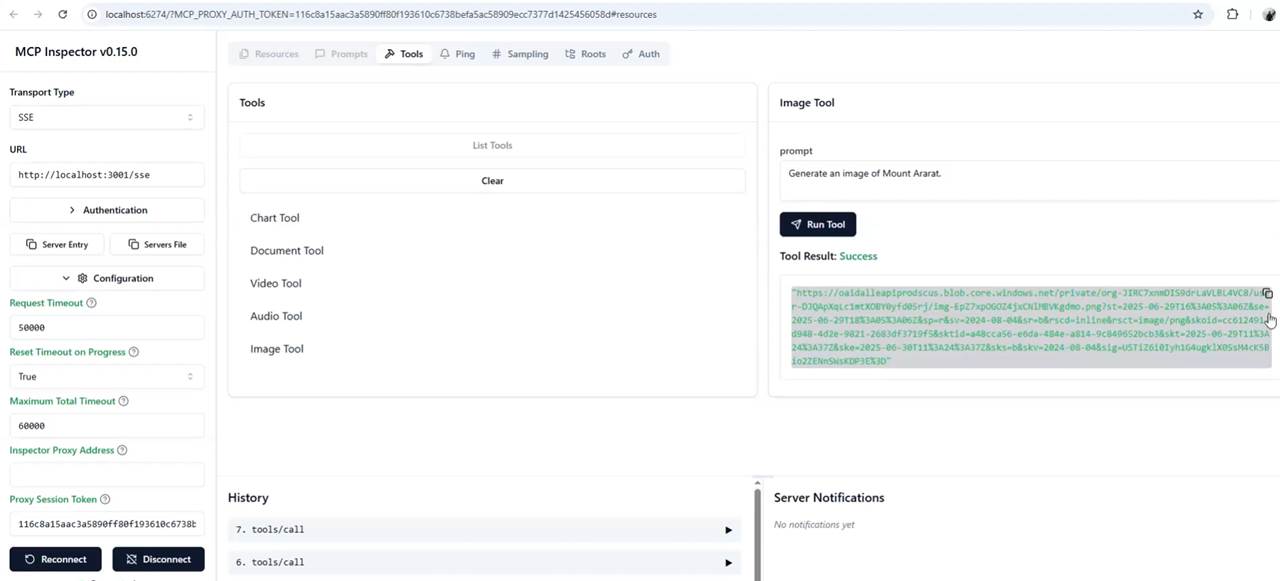 localhost:6274/?MCP_PROXY_AUTH_TOKEN=116c8a15aac3a5890ff80f193610c6738befa5ac58909ecc7377d1425456058d#resources
MCP Inspector v0.15.0
Transport Type
SSE
URL
http://localhost:3001/sse
Authentication
Server Entry
Servers File
Configuration
Request Timeout
50000
Reset Timeout on Progress
True
Maximum Total Timeout
60000
Inspector Proxy Address
Proxy Session Token
116c8a15aac3a5890ff80f193610c6738b
Reconnect
Disconnect
Resources
Prompts
Tools
Ping
Sampling
Roots
Auth
Tools
List Tools
Clear
Chart Tool
Document Tool
Video Tool
Audio Tool
Image Tool
Image Tool
prompt
Generate an image of Mount Ararat.
Run Tool
Tool Result: Success
"https://oaidalleapiprodscus.blob.core.windows.net/private/org-JIRC7xnmDIS9drLaVLBL4VC8/us
r-DJQApXqLc1mtXOBY0yfd0Srj/img-EpZ7xpOGOZ4jxCNlMBVKgdmo.png?st=2025-06-29T16%3A05%3A06Z&se=
2025-06-29T18%3A05%3A06Z&sp=r&sv=2024-08-04&sr=b&rscd=inline&rsct=image/png&skoid=cc612491-
d948-4d2e-9821-2683df3719f5&sktid=a48cca56-e6da-484e-a814-9c849652bcb3&skt=2025-06-29T11%3A
24%3A37Z&ske=2025-06-30T11%3A24%3A37Z&sks=b&skv=2024-08-04&sig=USTiZ6i0Iyh1G4ugklX0SsM4cK5B
io2ZENnSWsKDP3E%3D"
History
7. tools/call
6. tools/call
Server Notifications
No notifications yet